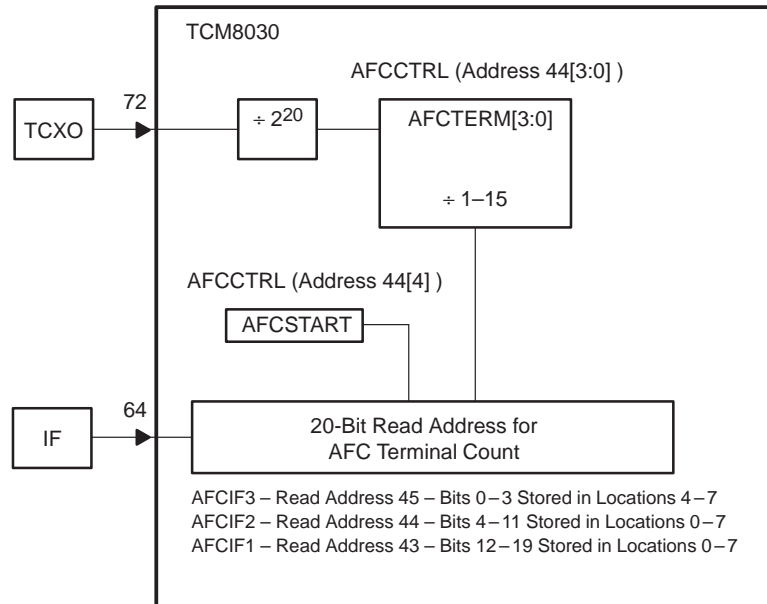 TCM8030
AFCCTRL (Address 44[3:0] )
72
TCXO
÷ 2²⁰
AFCTERM[3:0]
÷ 1–15
AFCCTRL (Address 44[4] )
AFCSTART
64
IF
20-Bit Read Address for
AFC Terminal Count
AFCIF3 – Read Address 45 – Bits 0–3 Stored in Locations 4–7
AFCIF2 – Read Address 44 – Bits 4–11 Stored in Locations 0–7
AFCIF1 – Read Address 43 – Bits 12–19 Stored in Locations 0–7